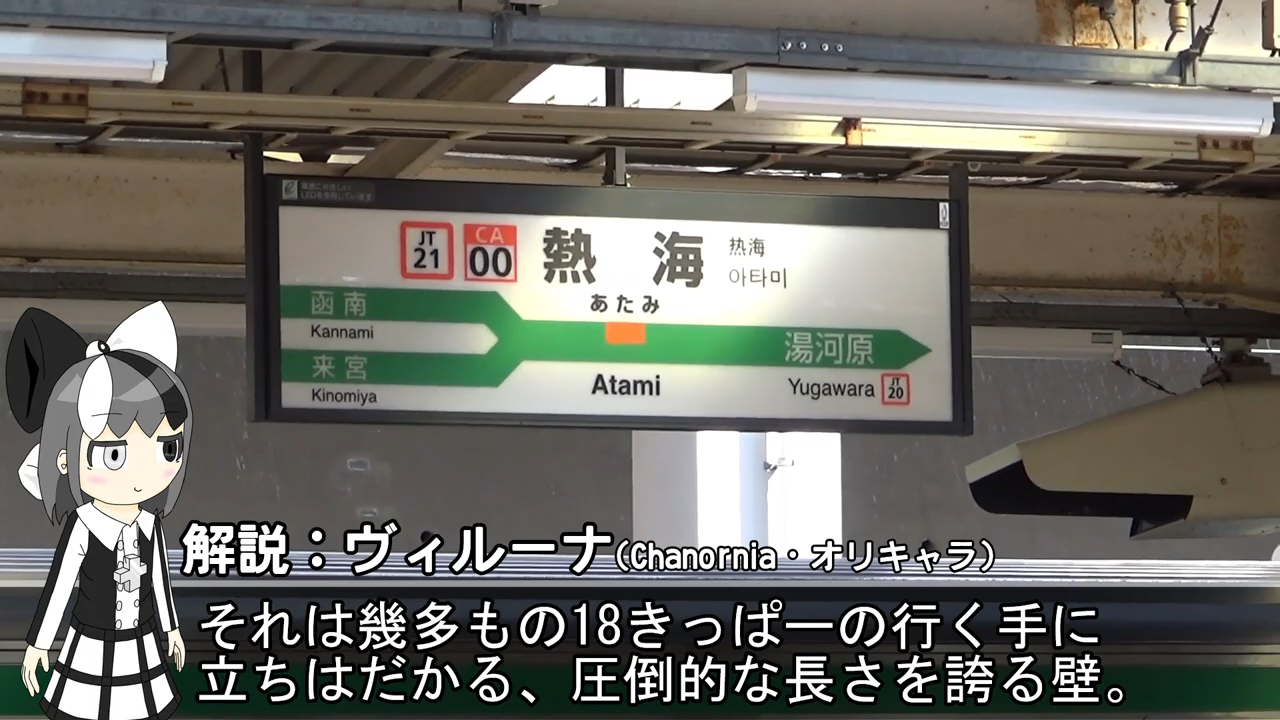 JT
21
CA
00
熱海
热海
아타미
あたみ
函南
Kannami
来宮
Kinomiya
Atami
湯河原
Yugawara
JT
20
解説：ヴィルーナ(Chanornia・オリキャラ)
それは幾多もの18きっぱーの行く手に
立ちはだかる、圧倒的な長さを誇る壁。